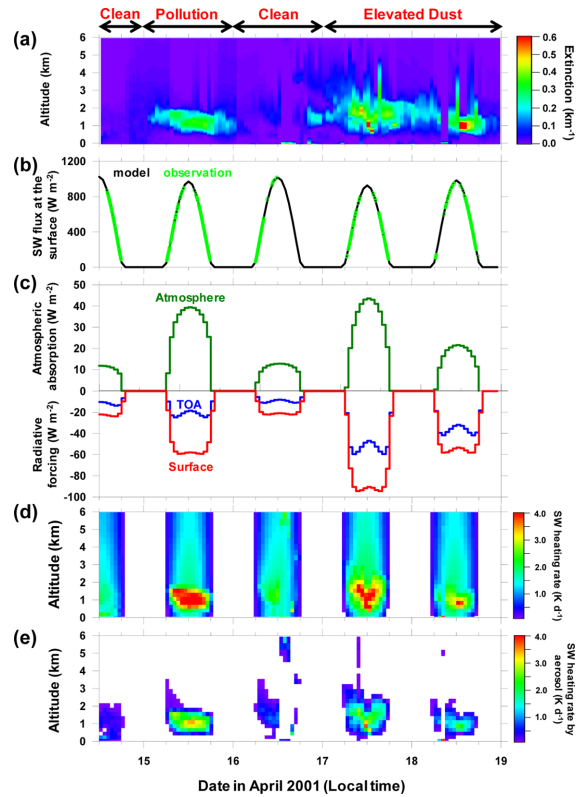 Clean Pollution Clean Elevated Dust
(a)
Altitude (km)
6
5
4
3
2
1
0
0.6
0.5
0.4
0.3
0.2
0.1
0.0
Extinction (km⁻¹)
(b)
SW flux at the
surface (W m⁻²)
1200
800
400
0
model observation
(c)
Atmospheric
absorption (W m⁻²)
50
40
30
20
10
0
Atmosphere
Radiative
forcing (W m⁻²)
-20
-40
-60
-80
-100
TOA
Surface
(d)
Altitude (km)
6
5
4
3
2
1
0
4.0
3.0
2.0
1.0
SW heating rate (K d⁻¹)
(e)
Altitude (km)
6
5
4
3
2
1
0
4.0
3.0
2.0
1.0
SW heating rate by
aerosol (K d⁻¹)
15 16 17 18 19
Date in April 2001 (Local time)